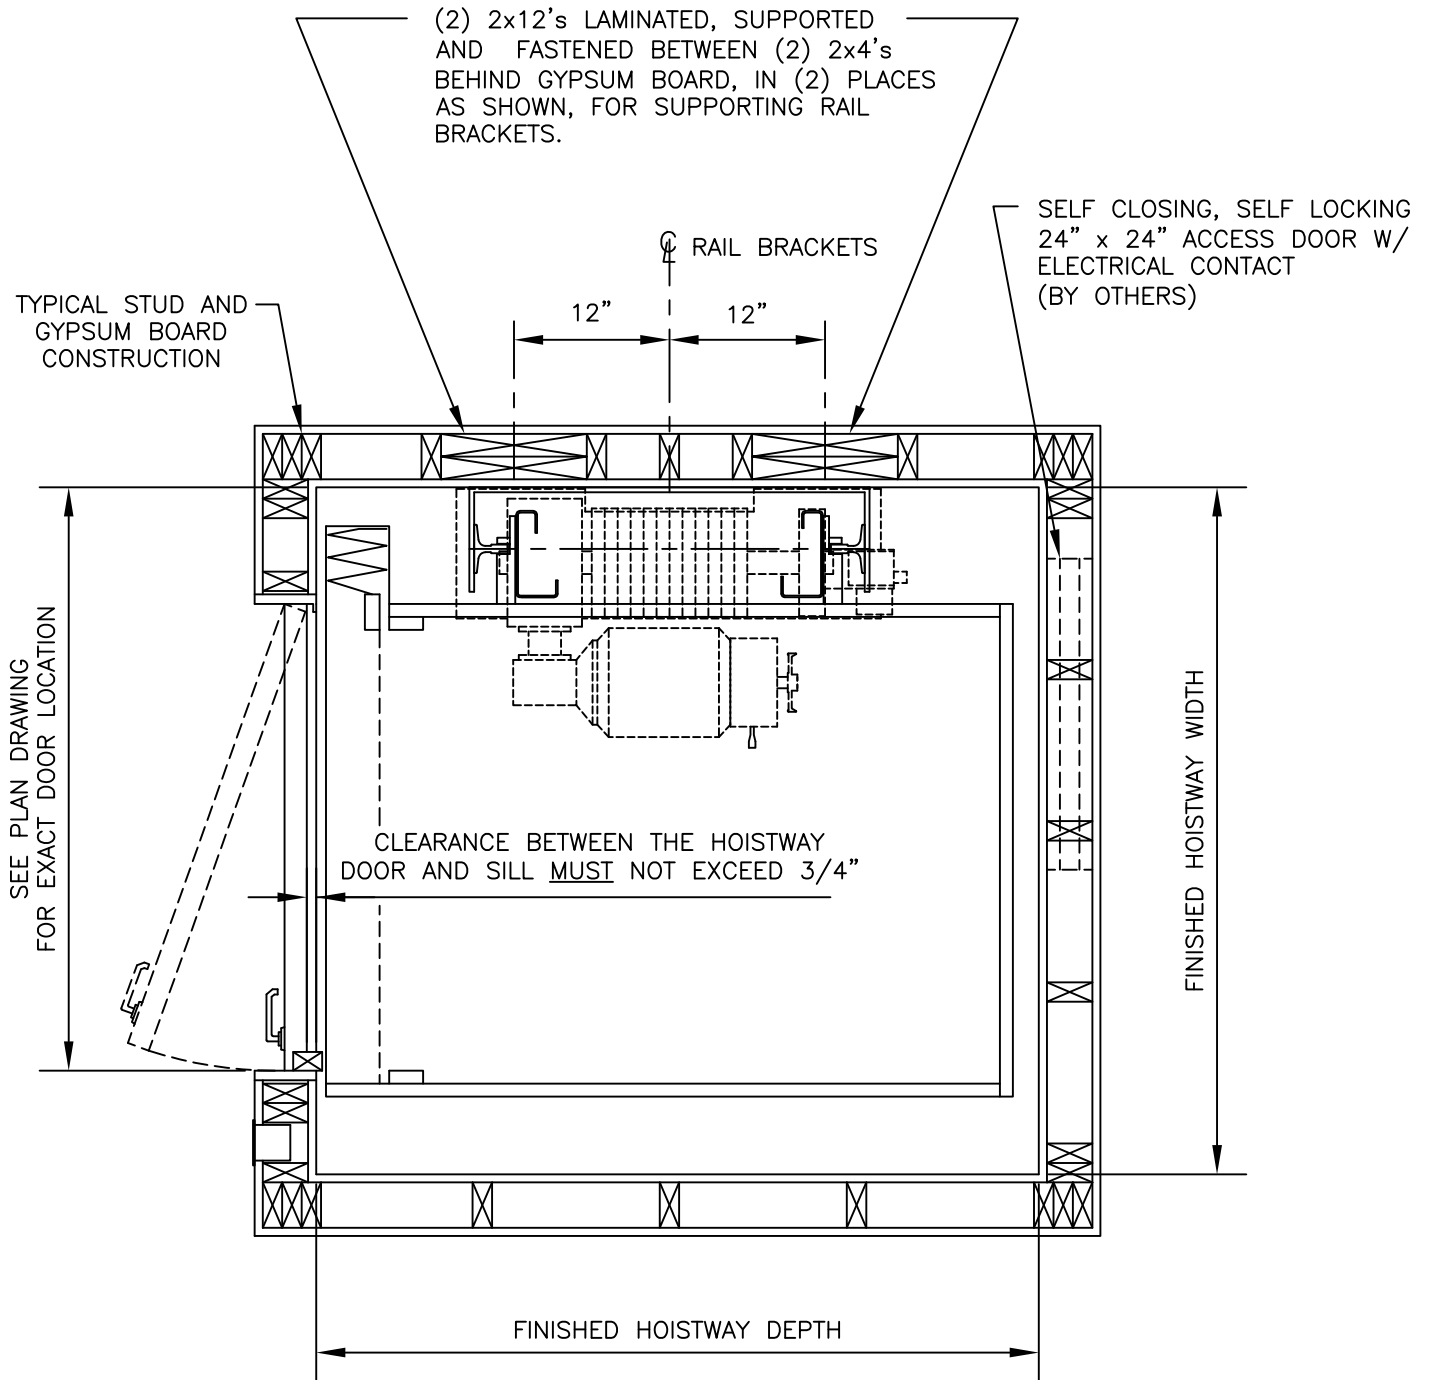 (2) 2x12's LAMINATED, SUPPORTED
AND FASTENED BETWEEN (2) 2x4's
BEHIND GYPSUM BOARD, IN (2) PLACES
AS SHOWN, FOR SUPPORTING RAIL
BRACKETS.
SELF CLOSING, SELF LOCKING
24" x 24" ACCESS DOOR W/
ELECTRICAL CONTACT
(BY OTHERS)
℄ RAIL BRACKETS
TYPICAL STUD AND
GYPSUM BOARD
CONSTRUCTION
12"
12"
SEE PLAN DRAWING
FOR EXACT DOOR LOCATION
CLEARANCE BETWEEN THE HOISTWAY
DOOR AND SILL MUST NOT EXCEED 3/4"
FINISHED HOISTWAY WIDTH
FINISHED HOISTWAY DEPTH